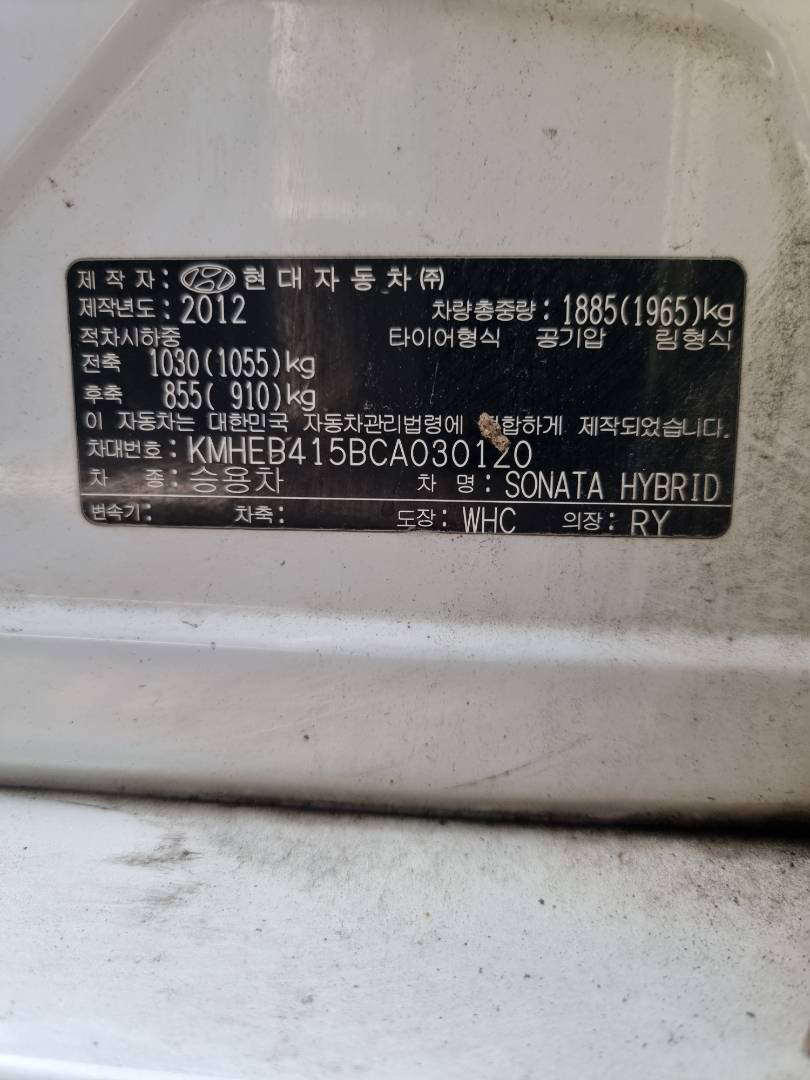 제 작 자: 현대자동차(주)
제작년도: 2012 차량총중량: 1885(1965)kg
적차시하중 타이어형식 공기압 림형식
전축 1030(1055)kg
후축 855( 910)kg
이 자동차는 대한민국 자동차관리법령에 제작되었습니다.
차대번호: KMHEB415BCA030120
차 종: 승용차 차 명: SONATA HYBRID
변속기: 차축: 도장: WHC 의장: RY